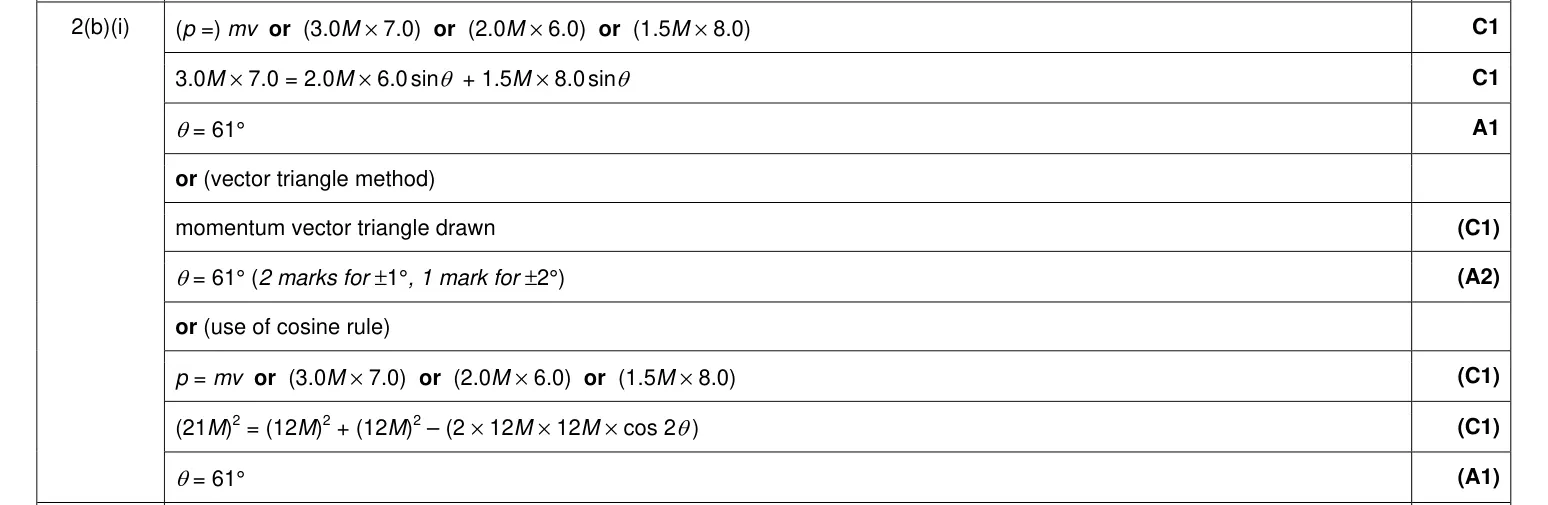 2(b)(i) (p =) mv or (3.0M × 7.0) or (2.0M × 6.0) or (1.5M × 8.0) C1
3.0M × 7.0 = 2.0M × 6.0 sinθ + 1.5M × 8.0 sinθ C1
θ = 61° A1
or (vector triangle method)
momentum vector triangle drawn (C1)
θ = 61° (2 marks for ±1°, 1 mark for ±2°) (A2)
or (use of cosine rule)
p = mv or (3.0M × 7.0) or (2.0M × 6.0) or (1.5M × 8.0) (C1)
(21M)² = (12M)² + (12M)² – (2 × 12M × 12M × cos 2θ) (C1)
θ = 61° (A1)